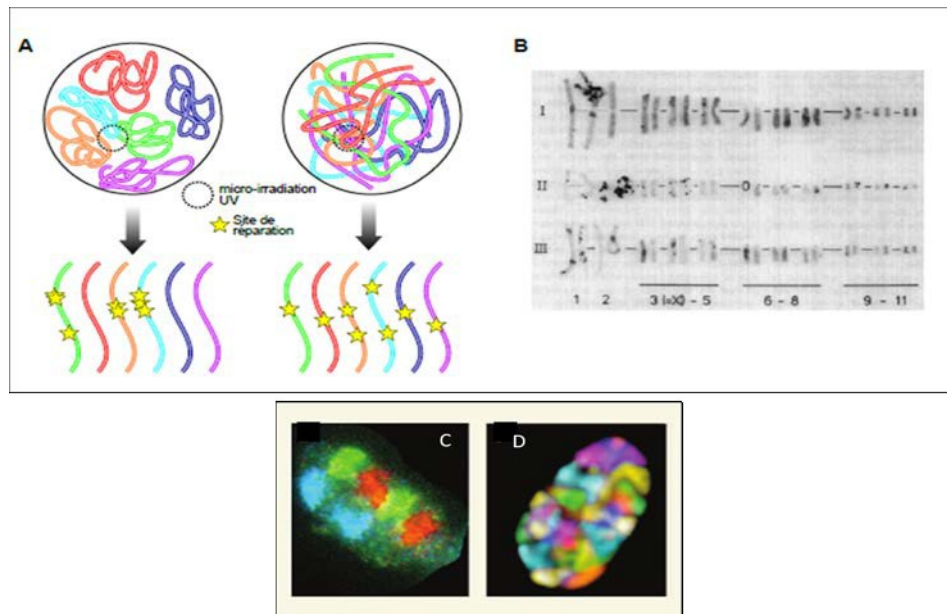 A
micro-irradiation
UV
Site de
réparation
B
I
II
III
1
2
3 (=X) - 5
6 - 8
9 - 11
C
D